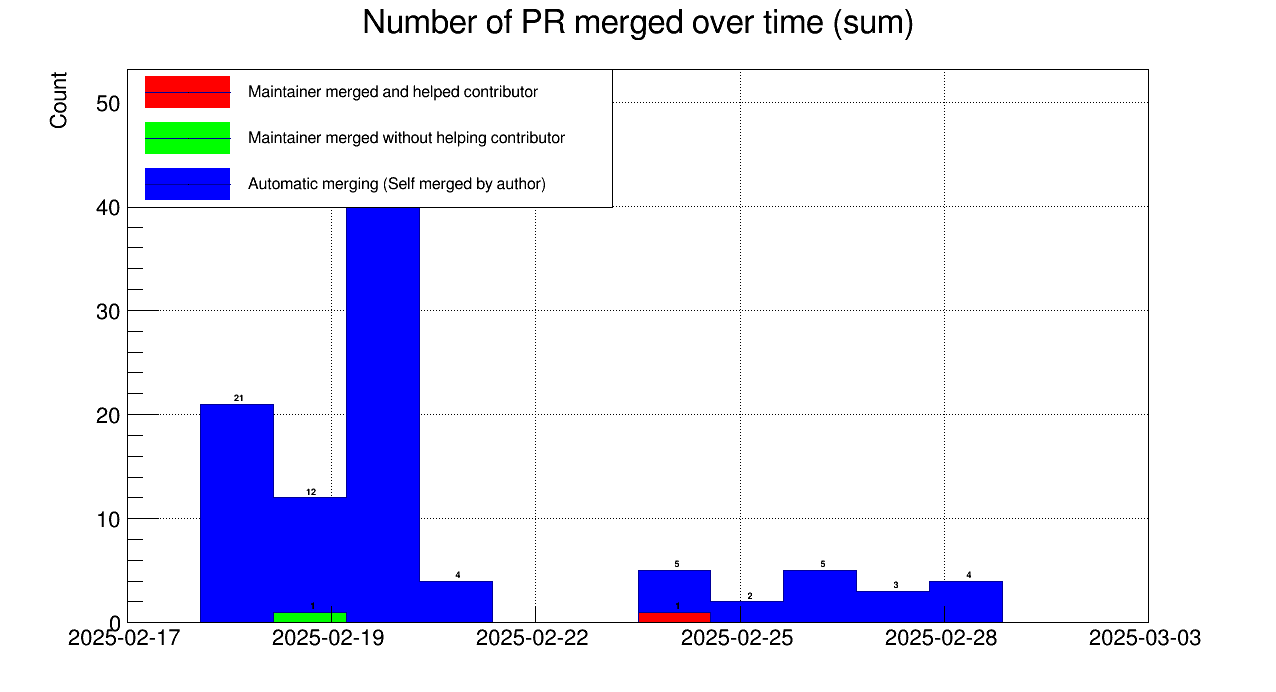 Number of PR merged over time (sum)
Count
Maintainer merged and helped contributor
Maintainer merged without helping contributor
Automatic merging (Self merged by author)
50
40
30
20
10
0
21
12
1
4
5
1
2
5
3
4
2025-02-17 2025-02-19 2025-02-22 2025-02-25 2025-02-28 2025-03-03